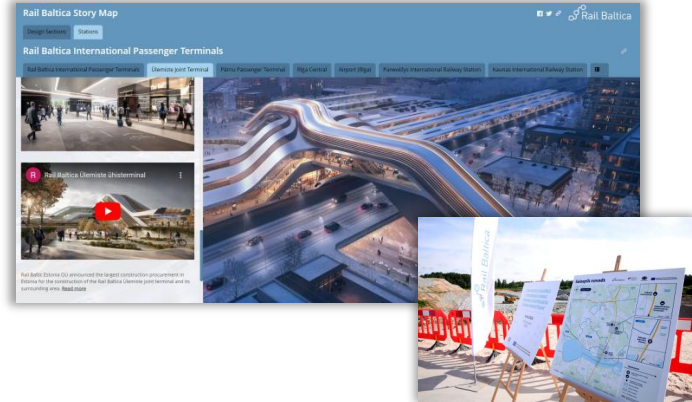 Rail Baltica Story Map
Rail Baltica
Design Sections
Stations
Rail Baltica International Passenger Terminals
Rail Baltica International Passenger Terminals
Ülemiste Joint Terminal
Pärnu Passenger Terminal
Riga Central
Airport (Riga)
Panevėžys International Railway Station
Kaunas International Railway Station
R
Rail Baltica Ülemiste ühisterminal
Rail Baltic Estonia OÜ announced the largest construction procurement in
Estonia for the construction of the Rail Baltica Ülemiste joint terminal and its
surrounding area. Read more
Rail Baltica